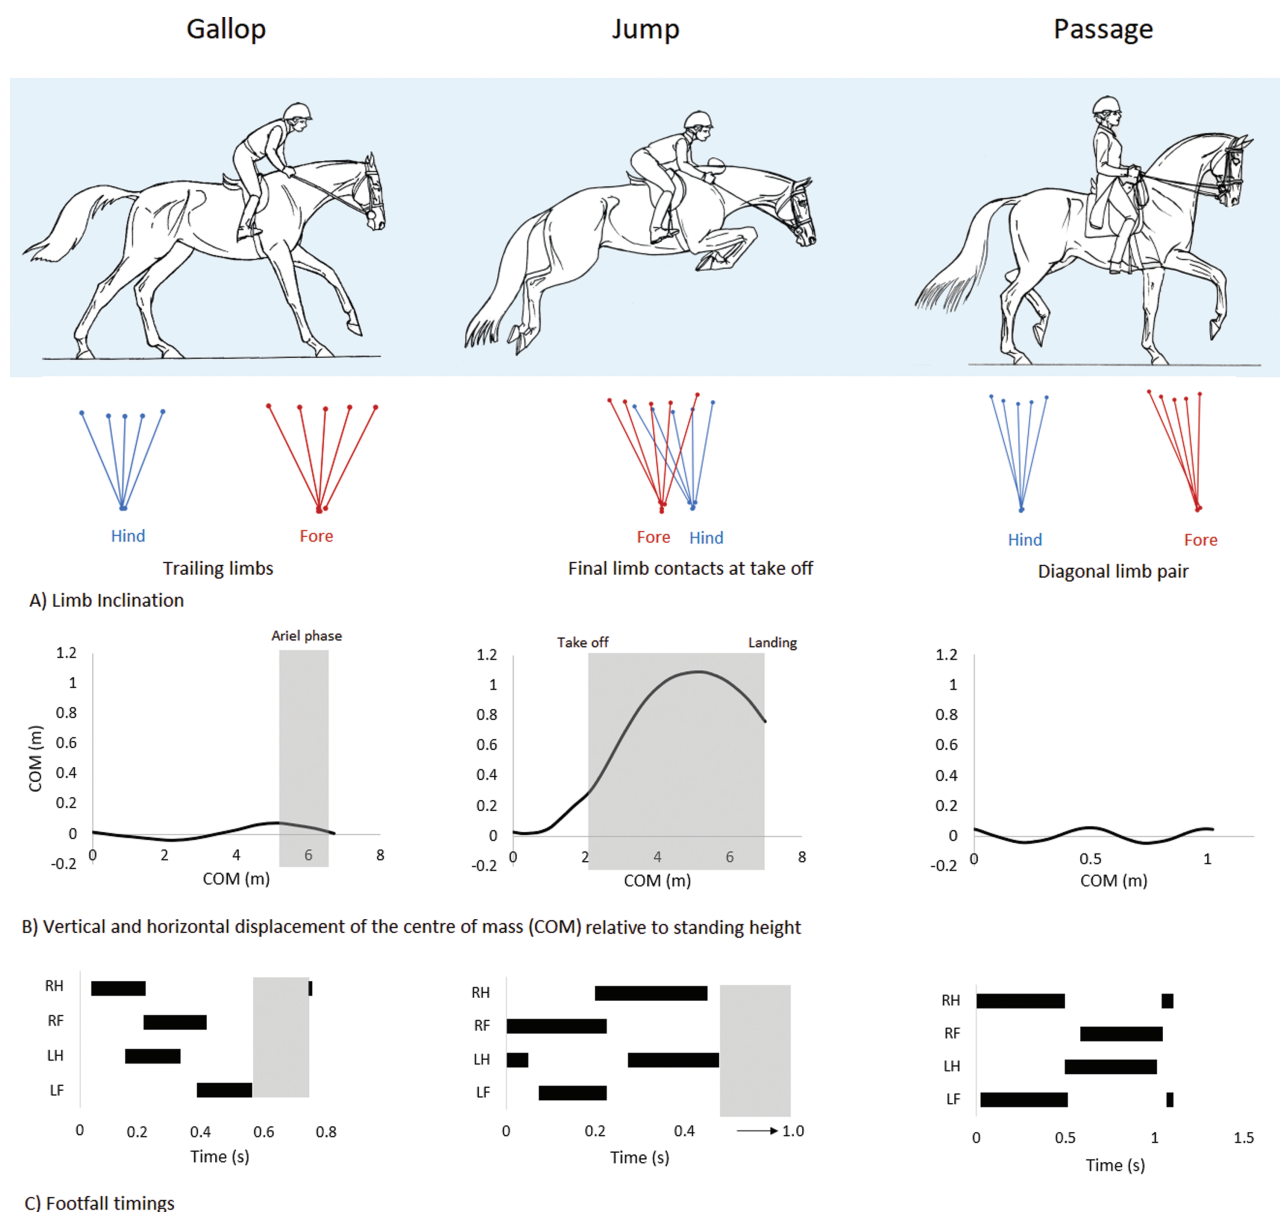 Gallop Jump Passage
Hind Fore Fore Hind Hind Fore
Trailing limbs Final limb contacts at take off Diagonal limb pair
A) Limb Inclination
Ariel phase Take off Landing
1.2 1.2 1.2
1 1 1
0.8 0.8 0.8
0.6 0.6 0.6
0.4 0.4 0.4
0.2 0.2 0.2
0 0 0
-0.2 -0.2 -0.2
COM (m)
0 2 4 6 8 0 2 4 6 8 0 0.5 1
COM (m) COM (m) COM (m)
B) Vertical and horizontal displacement of the centre of mass (COM) relative to standing height
RH RH RH
RF RF RF
LH LH LH
LF LF LF
0 0.2 0.4 0.6 0.8 0 0.2 0.4 1.0 0 0.5 1 1.5
Time (s) Time (s) Time (s)
C) Footfall timings